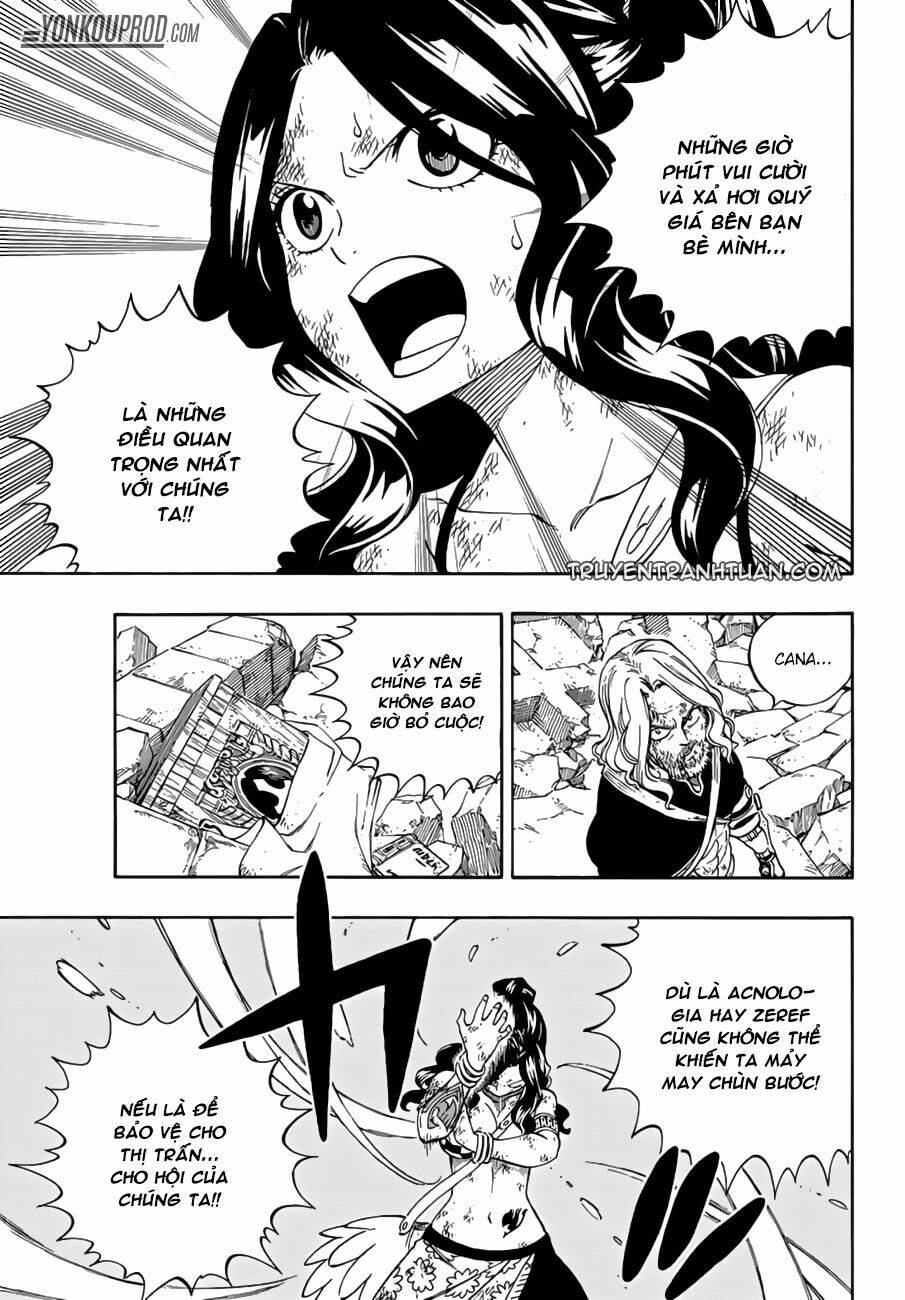 YONKOUPROD.COM
NHỮNG GIỜ
PHÚT VUI CƯỜI
VÀ XẢ HƠI QUÝ
GIÁ BÊN BẠN
BÈ MÌNH...
LÀ NHỮNG
ĐIỀU QUAN
TRỌNG NHẤT
VỚI CHÚNG
TA!!
TRUYENTRANHTUAN.COM
CANA...
VẬY NÊN
CHÚNG TA SẼ
KHÔNG BAO
GIỜ BỎ CUỘC!
DÙ LÀ ACNOLO-
GIA HAY ZEREF
CŨNG KHÔNG THỂ
KHIẾN TA MẢY
MAY CHÙN BƯỚC!
NẾU LÀ ĐỂ
BẢO VỆ CHO
THỊ TRẤN...
CHO HỘI CỦA
CHÚNG TA!!
カッ